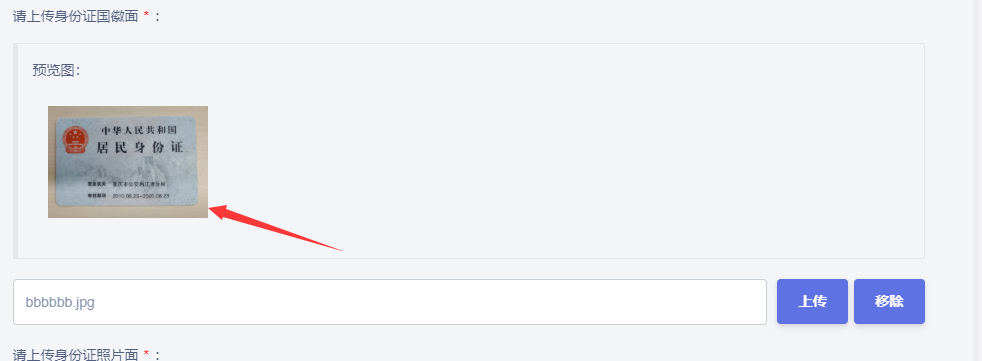 请上传身份证国徽面 * :
预览图:
中华人民共和国
居民身份证
bbbbbb.jpg
上传
移除
请上传身份证照片面 * :